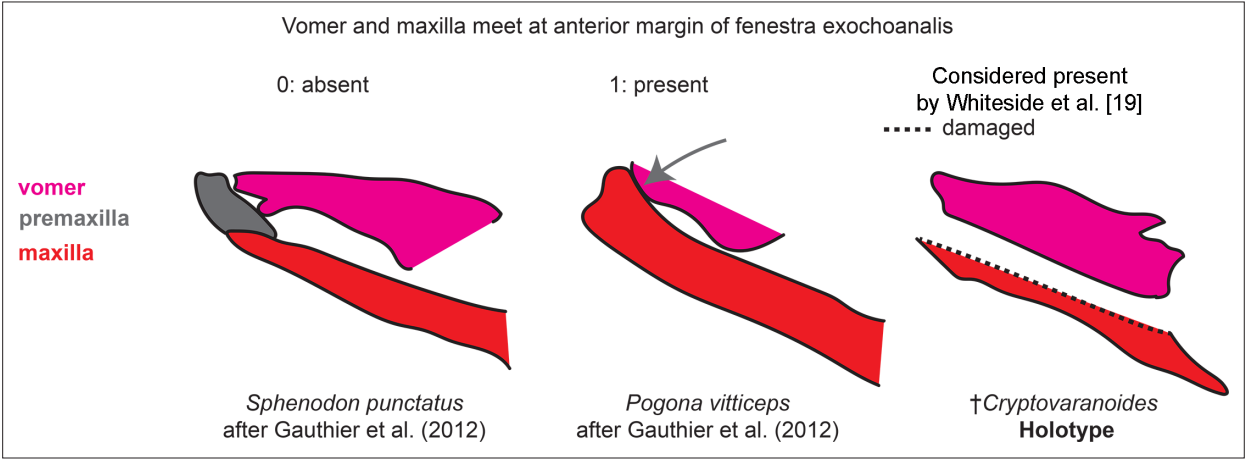 Vomer and maxilla meet at anterior margin of fenestra exochoanalis
0: absent
1: present
Considered present
by Whiteside et al. [19]
damaged
vomer
premaxilla
maxilla
Sphenodon punctatus
after Gauthier et al. (2012)
Pogona vitticeps
after Gauthier et al. (2012)
†Cryptovaranoides
Holotype